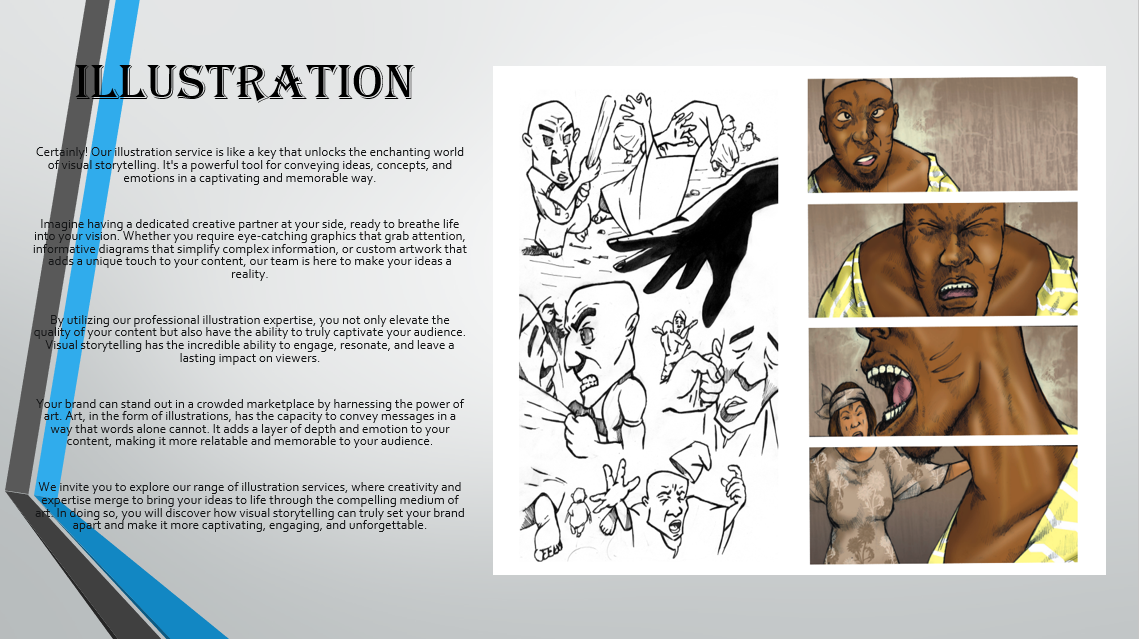 ILLUSTRATION
Certainly! Our illustration service is like a key that unlocks the enchanting world
of visual storytelling. It's a powerful tool for conveying ideas, concepts, and
emotions in a captivating and memorable way.
Imagine having a dedicated creative partner at your side, ready to breathe life
into your vision. Whether you require eye-catching graphics that grab attention,
informative diagrams that simplify complex information, or custom artwork that
adds a unique touch to your content, our team is here to make your ideas a
reality.
By utilizing our professional illustration expertise, you not only elevate the
quality of your content but also have the ability to truly captivate your audience.
Visual storytelling has the incredible ability to engage, resonate, and leave a
lasting impact on viewers.
Your brand can stand out in a crowded marketplace by harnessing the power of
art. Art, in the form of illustrations, has the capacity to convey messages in a
way that words alone cannot. It adds a layer of depth and emotion to your
content, making it more relatable and memorable to your audience.
We invite you to explore our range of illustration services, where creativity and
expertise merge to bring your ideas to life through the compelling medium of
art. In doing so, you will discover how visual storytelling can truly set your brand
apart and make it more captivating, engaging, and unforgettable.